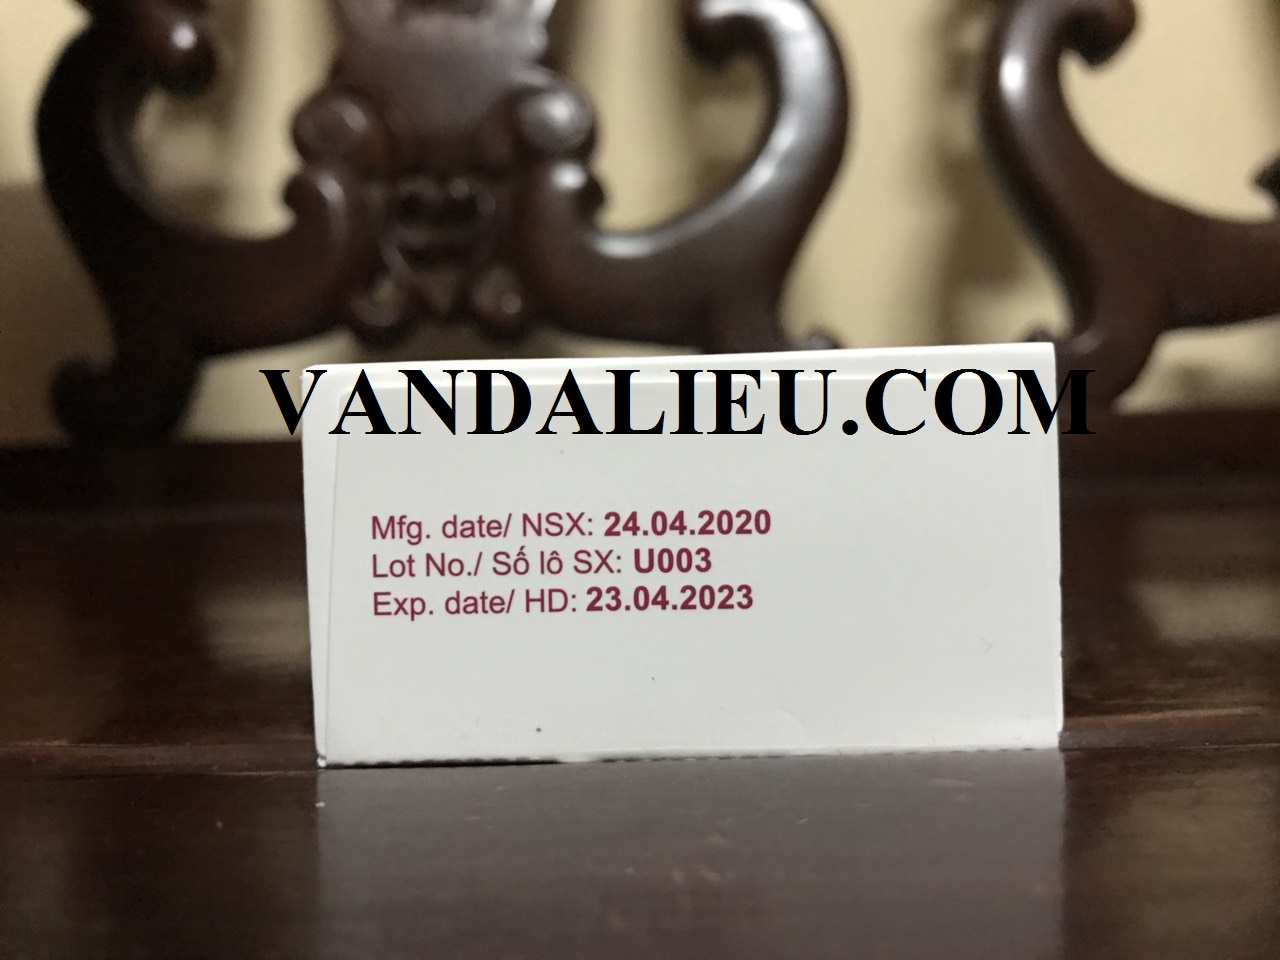 VANDALIEU.COM
Mfg. date/ NSX: 24.04.2020
Lot No./ Số lô SX: U003
Exp. date/ HD: 23.04.2023